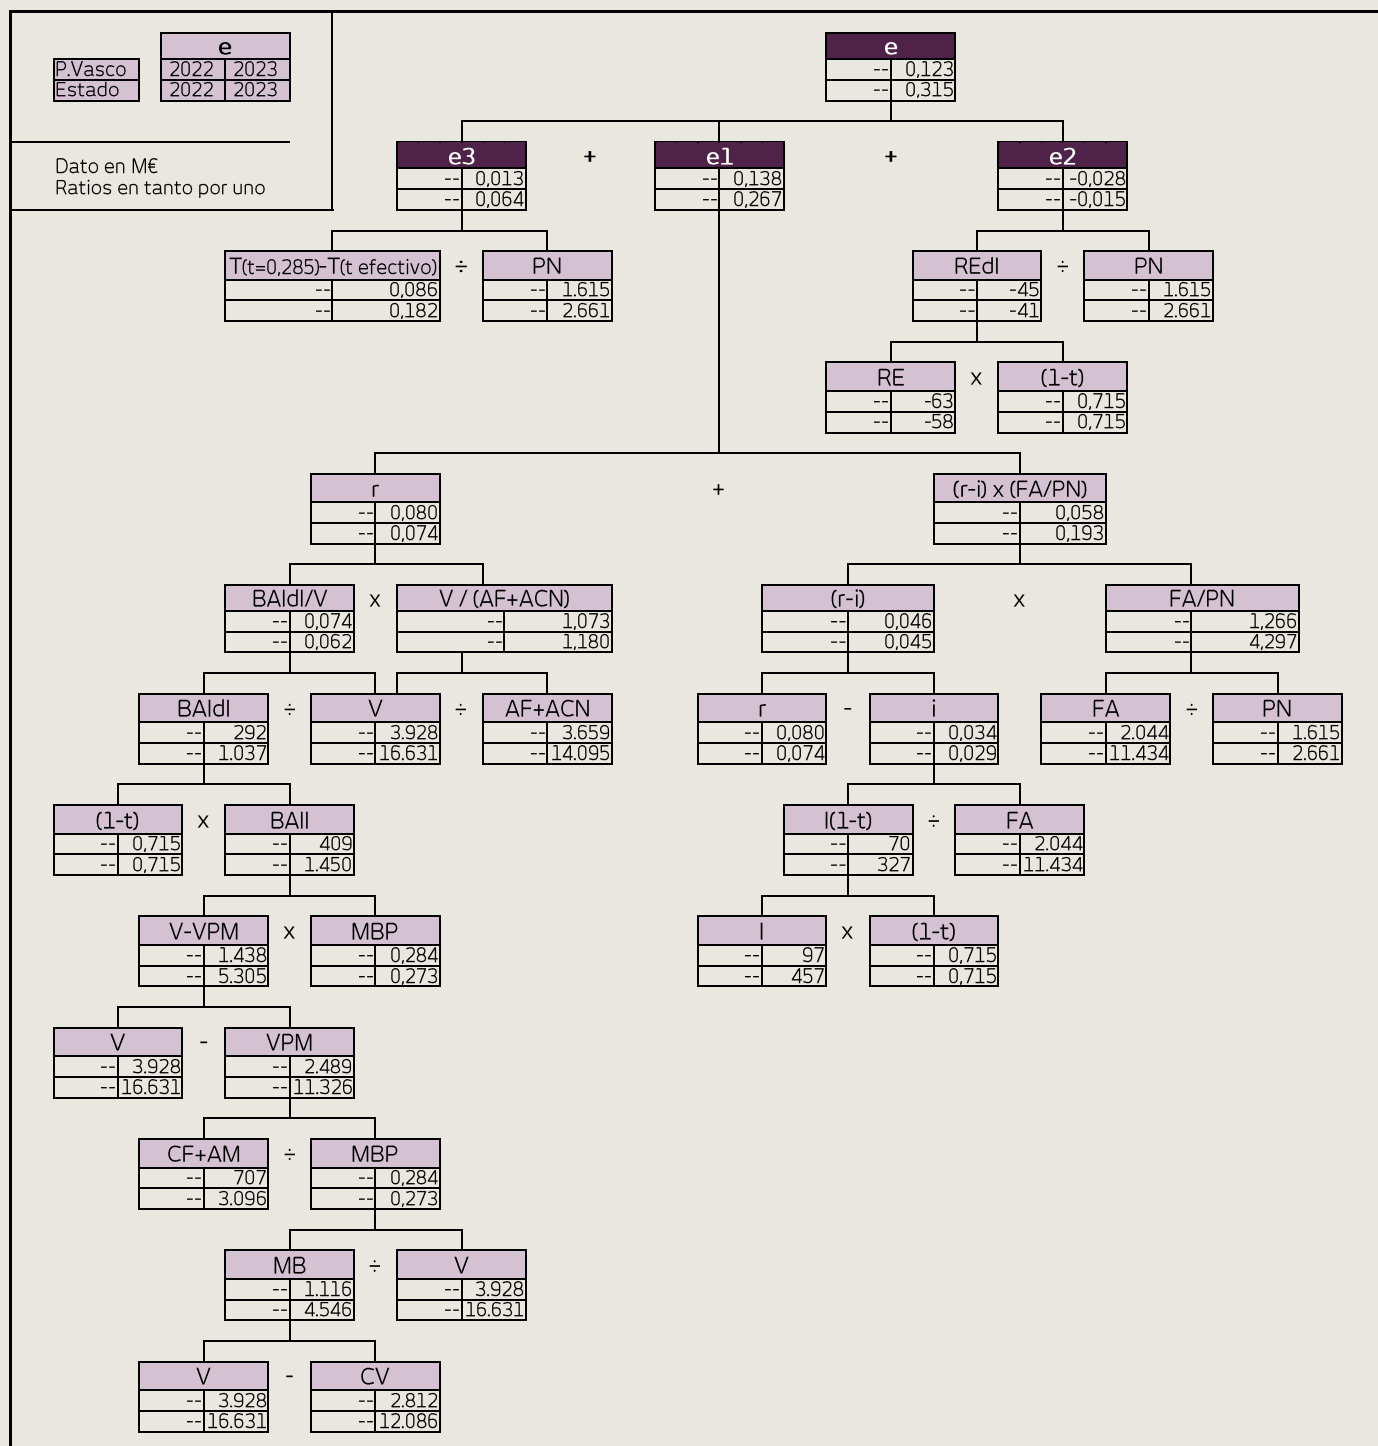 e
P.Vasco 2022 2023
Estado 2022 2023
Dato en M€
Ratios en tanto por uno
e
-- 0,123
-- 0,315
e3 + e1 + e2
-- 0,013 -- 0,138 -- -0,028
-- 0,064 -- 0,267 -- -0,015
T(t=0,285)-T(t efectivo) ÷ PN REdI ÷ PN
-- 0,086 -- 1.615 -- -45 -- 1.615
-- 0,182 -- 2.661 -- -41 -- 2.661
RE x (1-t)
-- -63 -- 0,715
-- -58 -- 0,715
r + (r-i) x (FA/PN)
-- 0,080 -- 0,058
-- 0,074 -- 0,193
BAIdI/V x V / (AF+ACN) (r-i) x FA/PN
-- 0,074 -- 1,073 -- 0,046 -- 1,266
-- 0,062 -- 1,180 -- 0,045 -- 4,297
BAIdI ÷ V ÷ AF+ACN r - i FA ÷ PN
-- 292 -- 3.928 -- 3.659 -- 0,080 -- 0,034 -- 2.044 -- 1.615
-- 1.037 -- 16.631 -- 14.095 -- 0,074 -- 0,029 -- 11.434 -- 2.661
(1-t) x BAII I(1-t) ÷ FA
-- 0,715 -- 409 -- 70 -- 2.044
-- 0,715 -- 1.450 -- 327 -- 11.434
V-VPM x MBP I x (1-t)
-- 1.438 -- 0,284 -- 97 -- 0,715
-- 5.305 -- 0,273 -- 457 -- 0,715
V - VPM
-- 3.928 -- 2.489
-- 16.631 -- 11.326
CF+AM ÷ MBP
-- 707 -- 0,284
-- 3.096 -- 0,273
MB ÷ V
-- 1.116 -- 3.928
-- 4.546 -- 16.631
V - CV
-- 3.928 -- 2.812
-- 16.631 -- 12.086